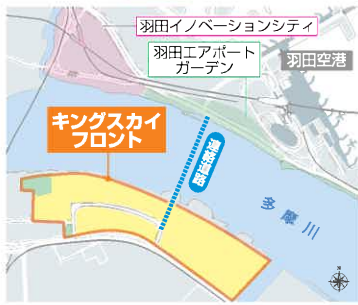 羽田イノベーションシティ
羽田エアポート
ガーデン
羽田空港
キングスカイ
フロント
連絡道路
多摩川
N